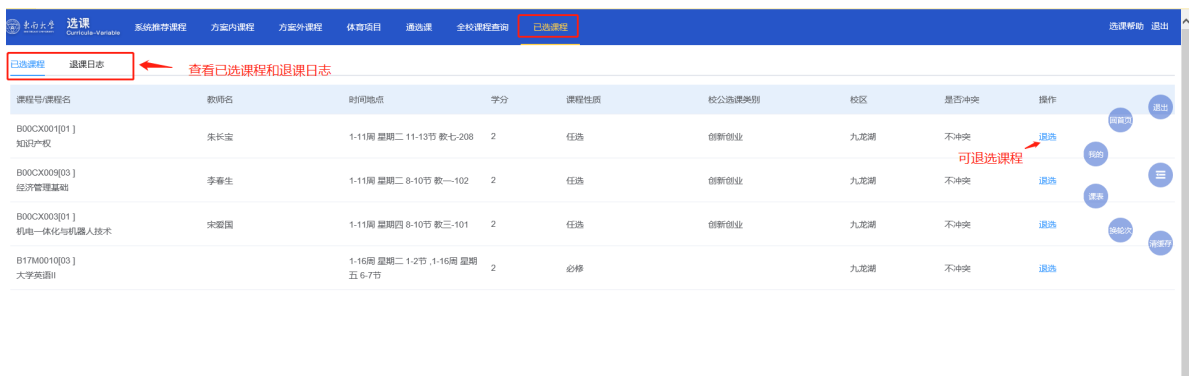 東南大學 选课 系统推荐课程 方案内课程 方案外课程 体育项目 通选课 全校课程查询 已选课程 选课帮助 退出
Curricula-Variable
已选课程 退课日志 查看已选课程和退课日志
课程号/课程名 教师名 时间地点 学分 课程性质 校公选课类别 校区 是否冲突 操作
退出
回首页
B00CX001[01 ]
知识产权 朱长宝 1-11周 星期二 11-13节 教七-208 2 任选 创新创业 九龙湖 不冲突 退选
可退选课程
我的
B00CX009[03 ]
经济管理基础 李春生 1-11周 星期二 8-10节 教一-102 2 任选 创新创业 九龙湖 不冲突 退选
课表
B00CX003[01 ]
机电一体化与机器人技术 宋爱国 1-11周 星期四 8-10节 教三-101 2 任选 创新创业 九龙湖 不冲突 退选
换轮次
清缓存
B17M0010[03 ]
大学英语II 1-16周 星期二 1-2节 ,1-16周 星期
五 6-7节 2 必修 九龙湖 不冲突 退选